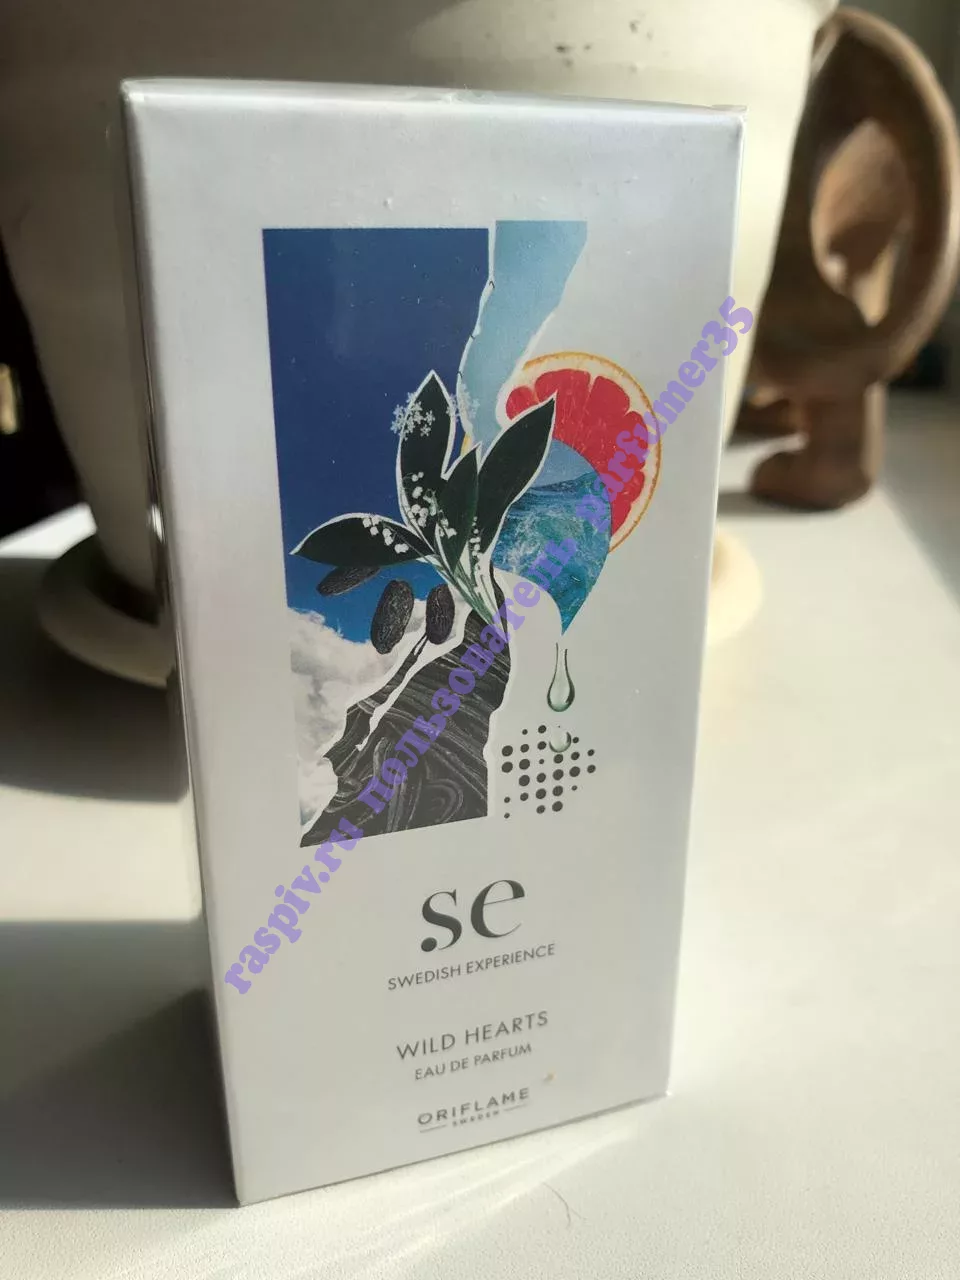 raspiv.ru пользователь parfumer35
se
SWEDISH EXPERIENCE
WILD HEARTS
EAU DE PARFUM
ORIFLAME
SWEDEN